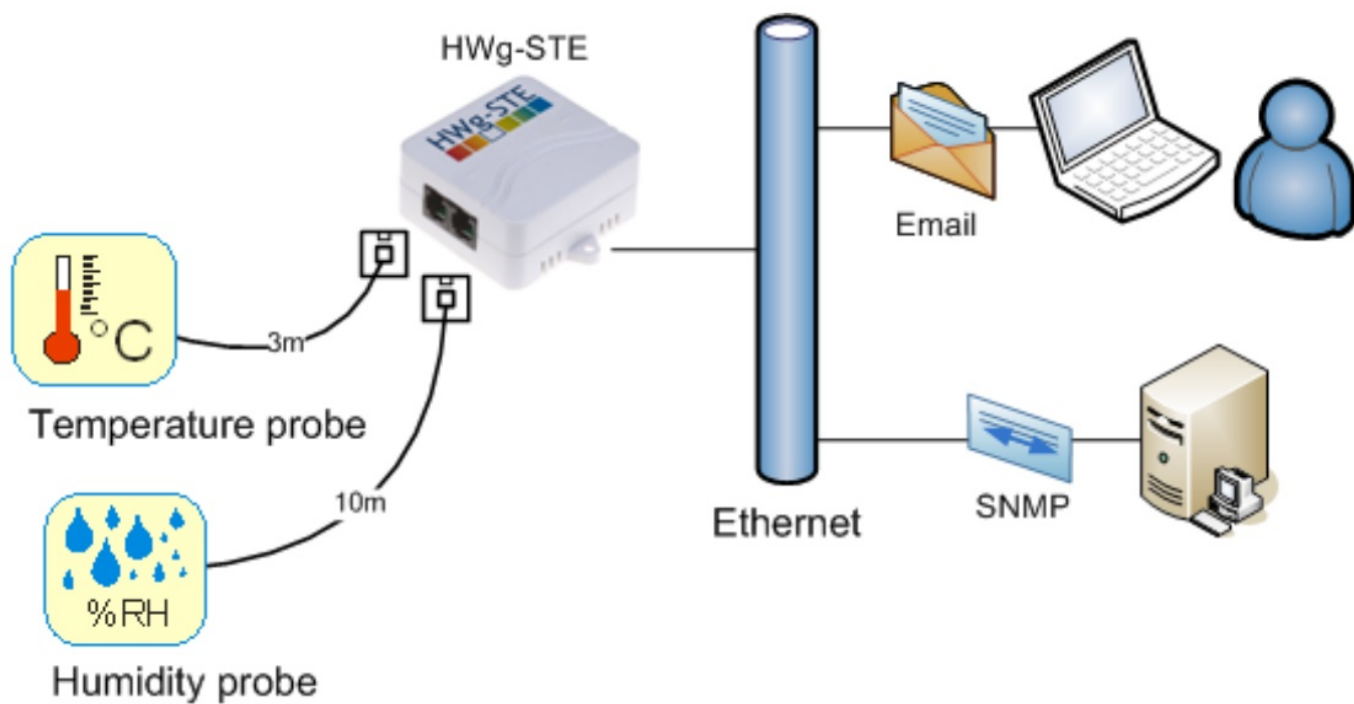 HWg-STE
HWg-STE
Email
°C
3m
Temperature probe
10m
SNMP
Ethernet
%RH
Humidity probe